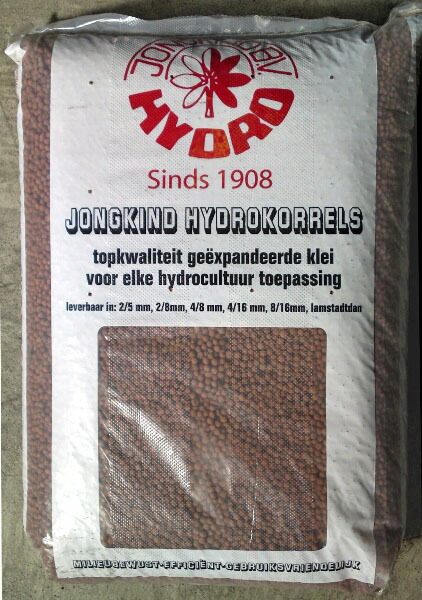 JONGKIND B.V.
HYDRO
Sinds 1908
JONGKIND HYDROKORRELS
topkwaliteit geëxpandeerde klei
voor elke hydrocultuur toepassing
leverbaar in: 2/5 mm, 2/8mm, 4/8 mm, 4/16 mm, 8/16mm, lamstadtdan
MILIEUBEWUST-EFFICIËNT-GEBRUIKSVRIENDELIJK